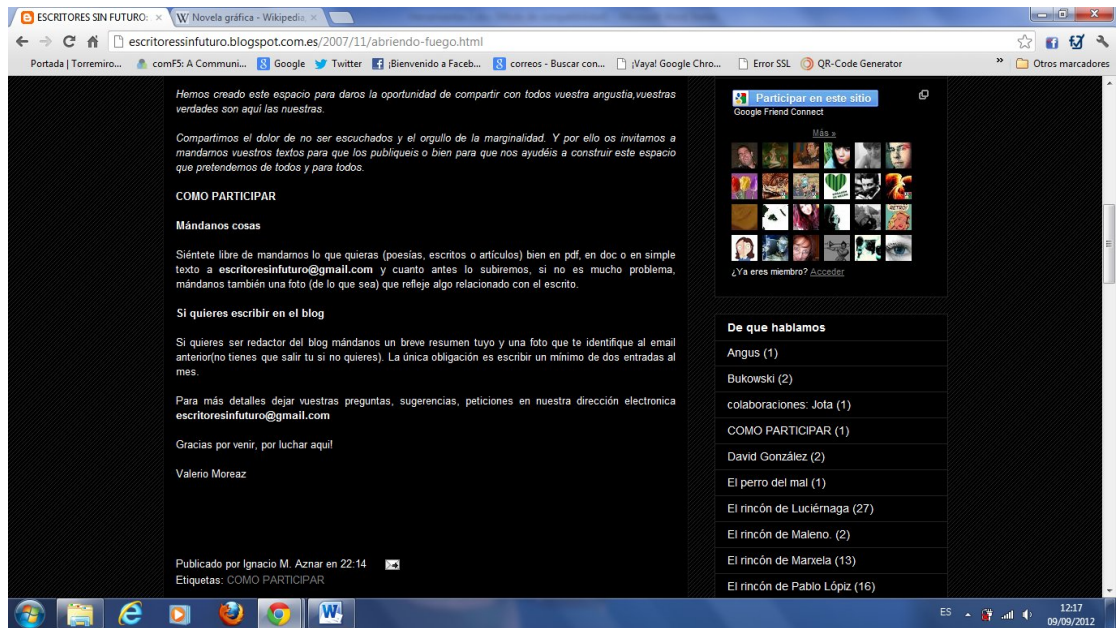 ESCRITORES SIN FUTURO:
Novela gráfica - Wikipedia,
escritoressinfuturo.blogspot.com.es/2007/11/abriendo-fuego.html
Portada | Torremiro... comF5: A Communi... Google Twitter ¡Bienvenido a Faceb... correos - Buscar con... ¡Vaya! Google Chro... Error SSL QR-Code Generator » Otros marcadores
Hemos creado este espacio para daros la oportunidad de compartir con todos vuestra angustia,vuestras
verdades son aquí las nuestras.
Compartimos el dolor de no ser escuchados y el orgullo de la marginalidad. Y por ello os invitamos a
mandarnos vuestros textos para que los publiqueis o bien para que nos ayudéis a construir este espacio
que pretendemos de todos y para todos.
COMO PARTICIPAR
Mándanos cosas
Siéntete libre de mandarnos lo que quieras (poesías, escritos o artículos) bien en pdf, en doc o en simple
texto a escritoresinfuturo@gmail.com y cuanto antes lo subiremos, si no es mucho problema,
mándanos también una foto (de lo que sea) que refleje algo relacionado con el escrito.
Si quieres escribir en el blog
Si quieres ser redactor del blog mándanos un breve resumen tuyo y una foto que te identifique al email
anterior(no tienes que salir tu si no quieres). La única obligación es escribir un mínimo de dos entradas al
mes.
Para más detalles dejar vuestras preguntas, sugerencias, peticiones en nuestra dirección electronica
escritoresinfuturo@gmail.com
Gracias por venir, por luchar aqui!
Valerio Moreaz
Publicado por Ignacio M. Aznar en 22:14
Etiquetas: COMO PARTICIPAR
Participar en este sitio
Google Friend Connect
Más »
RETRO!
¿Ya eres miembro? Acceder
De que hablamos
Angus (1)
Bukowski (2)
colaboraciones: Jota (1)
COMO PARTICIPAR (1)
David González (2)
El perro del mal (1)
El rincón de Luciérnaga (27)
El rincón de Maleno. (2)
El rincón de Marxela (13)
El rincón de Pablo Lópiz (16)
ES
12:17
09/09/2012